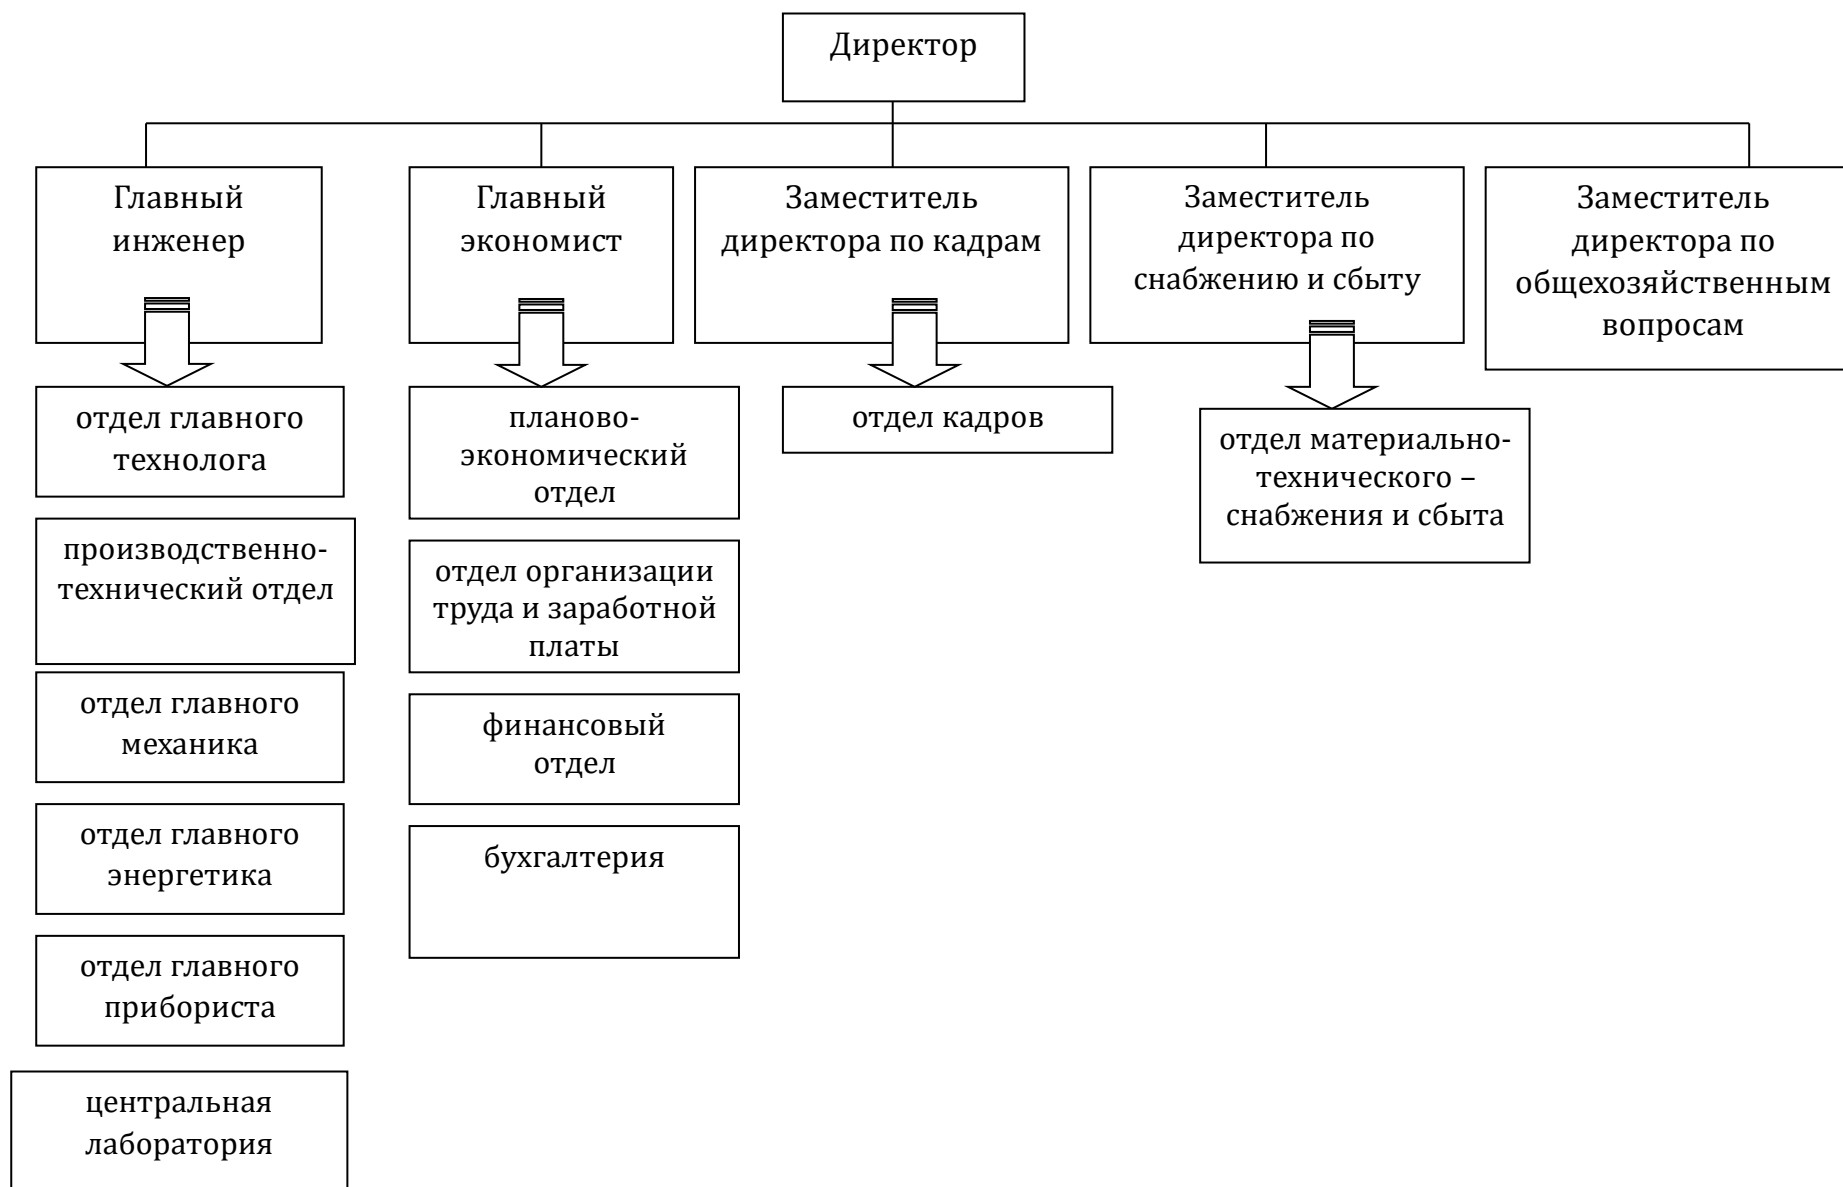 Директор
Главный
инженер
Главный
экономист
Заместитель
директора по кадрам
Заместитель
директора по
снабжению и сбыту
Заместитель
директора по
общехозяйственным
вопросам
отдел главного
технолога
производственно-
технический отдел
отдел главного
механика
отдел главного
энергетика
отдел главного
прибориста
центральная
лаборатория
планово-
экономический
отдел
отдел организации
труда и заработной
платы
финансовый
отдел
бухгалтерия
отдел кадров
отдел материально-
технического –
снабжения и сбыта